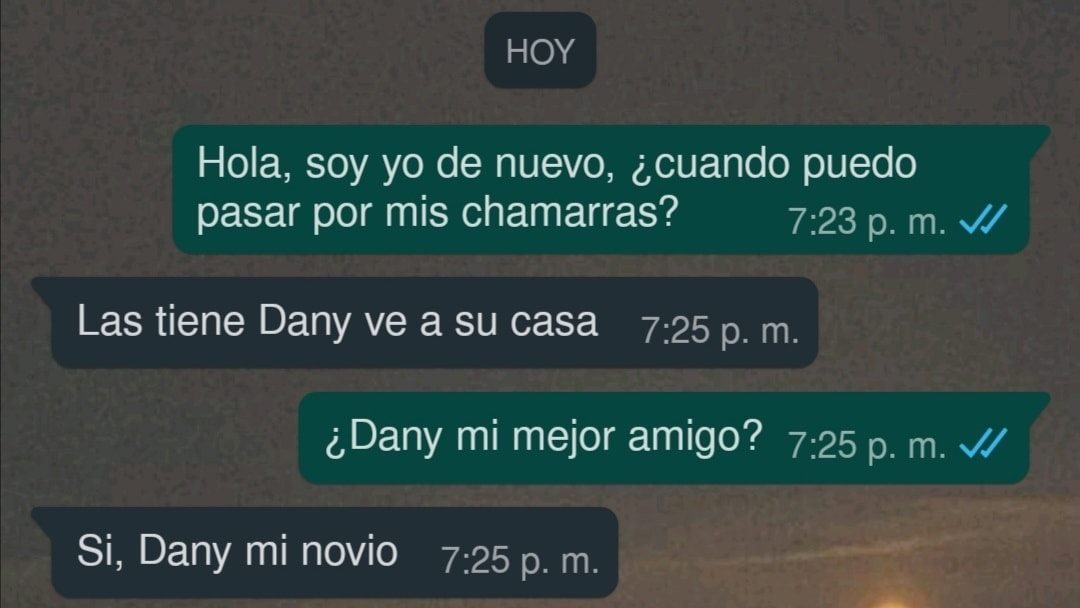 HOY
Hola, soy yo de nuevo, ¿cuando puedo
pasar por mis chamarras? 7:23 p. m.
Las tiene Dany ve a su casa 7:25 p. m.
¿Dany mi mejor amigo? 7:25 p. m.
Si, Dany mi novio 7:25 p. m.